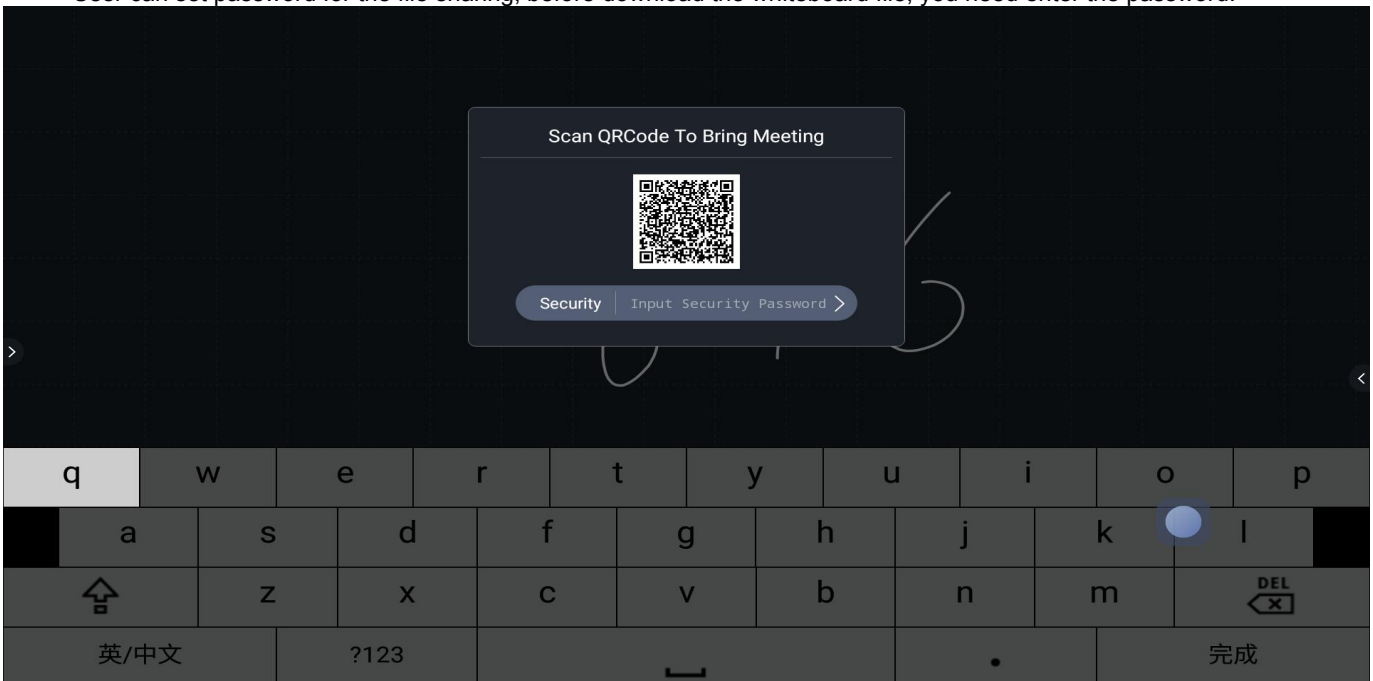 User can set password for the file sharing, before download the whiteboard file, you need enter the password.
Scan QRCode To Bring Meeting
Security Input Security Password >
q w e r t y u i o p
a s d f g h j k l
z x c v b n m DEL
英/中文 ?123 . 完成